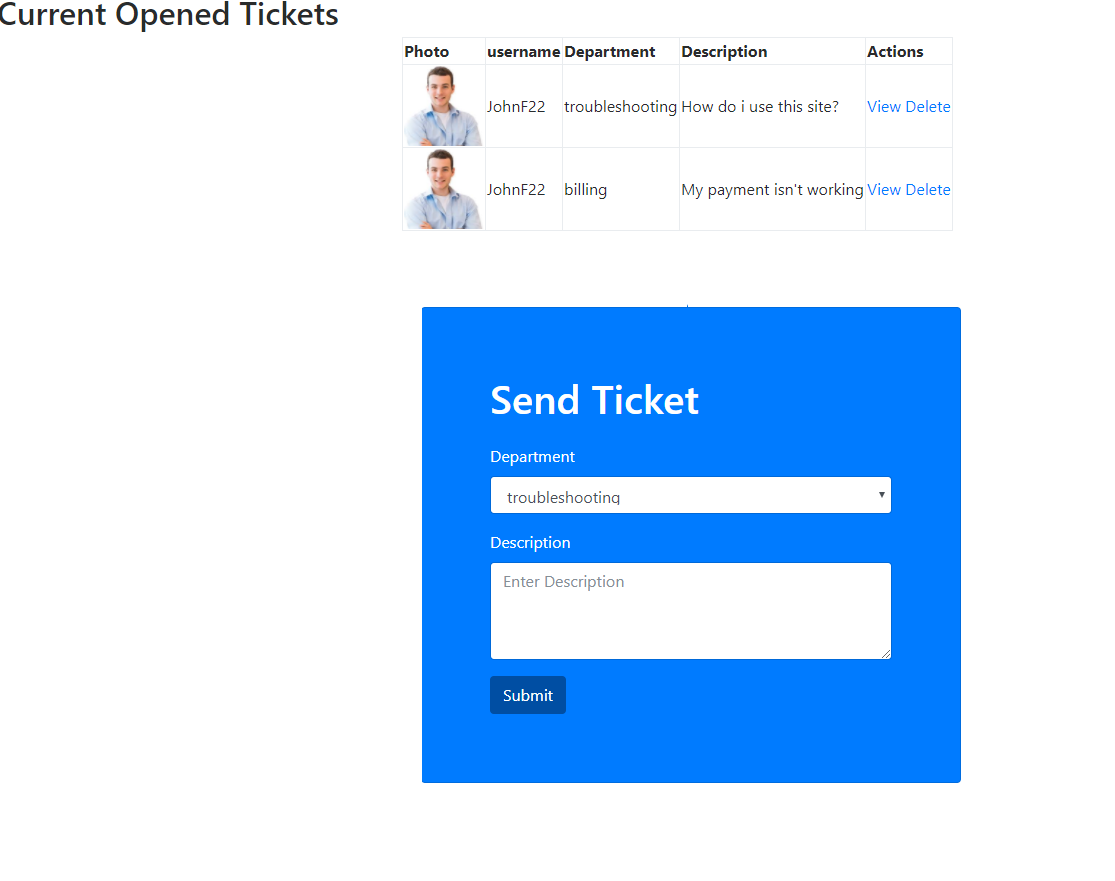 Current Opened Tickets
Photo username Department Description Actions
JohnF22 troubleshooting How do i use this site? View Delete
JohnF22 billing My payment isn't working View Delete
Send Ticket
Department
troubleshooting
Description
Enter Description
Submit